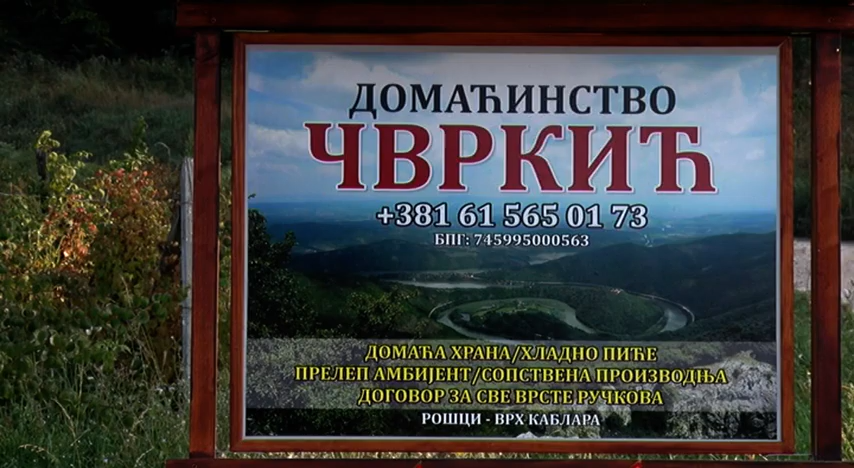 ДОМАЋИНСТВО
ЧВРКИЋ
+381 61 565 01 73
БПГ: 745995000563
ДОМАЋА ХРАНА/ХЛАДНО ПИЋЕ
ПРЕЛЕП АМБИЈЕНТ/СОПСТВЕНА ПРОИЗВОДЊА
ДОГОВОР ЗА СВЕ ВРСТЕ РУЧКОВА
РОШЦИ - ВРХ КАБЛАРА